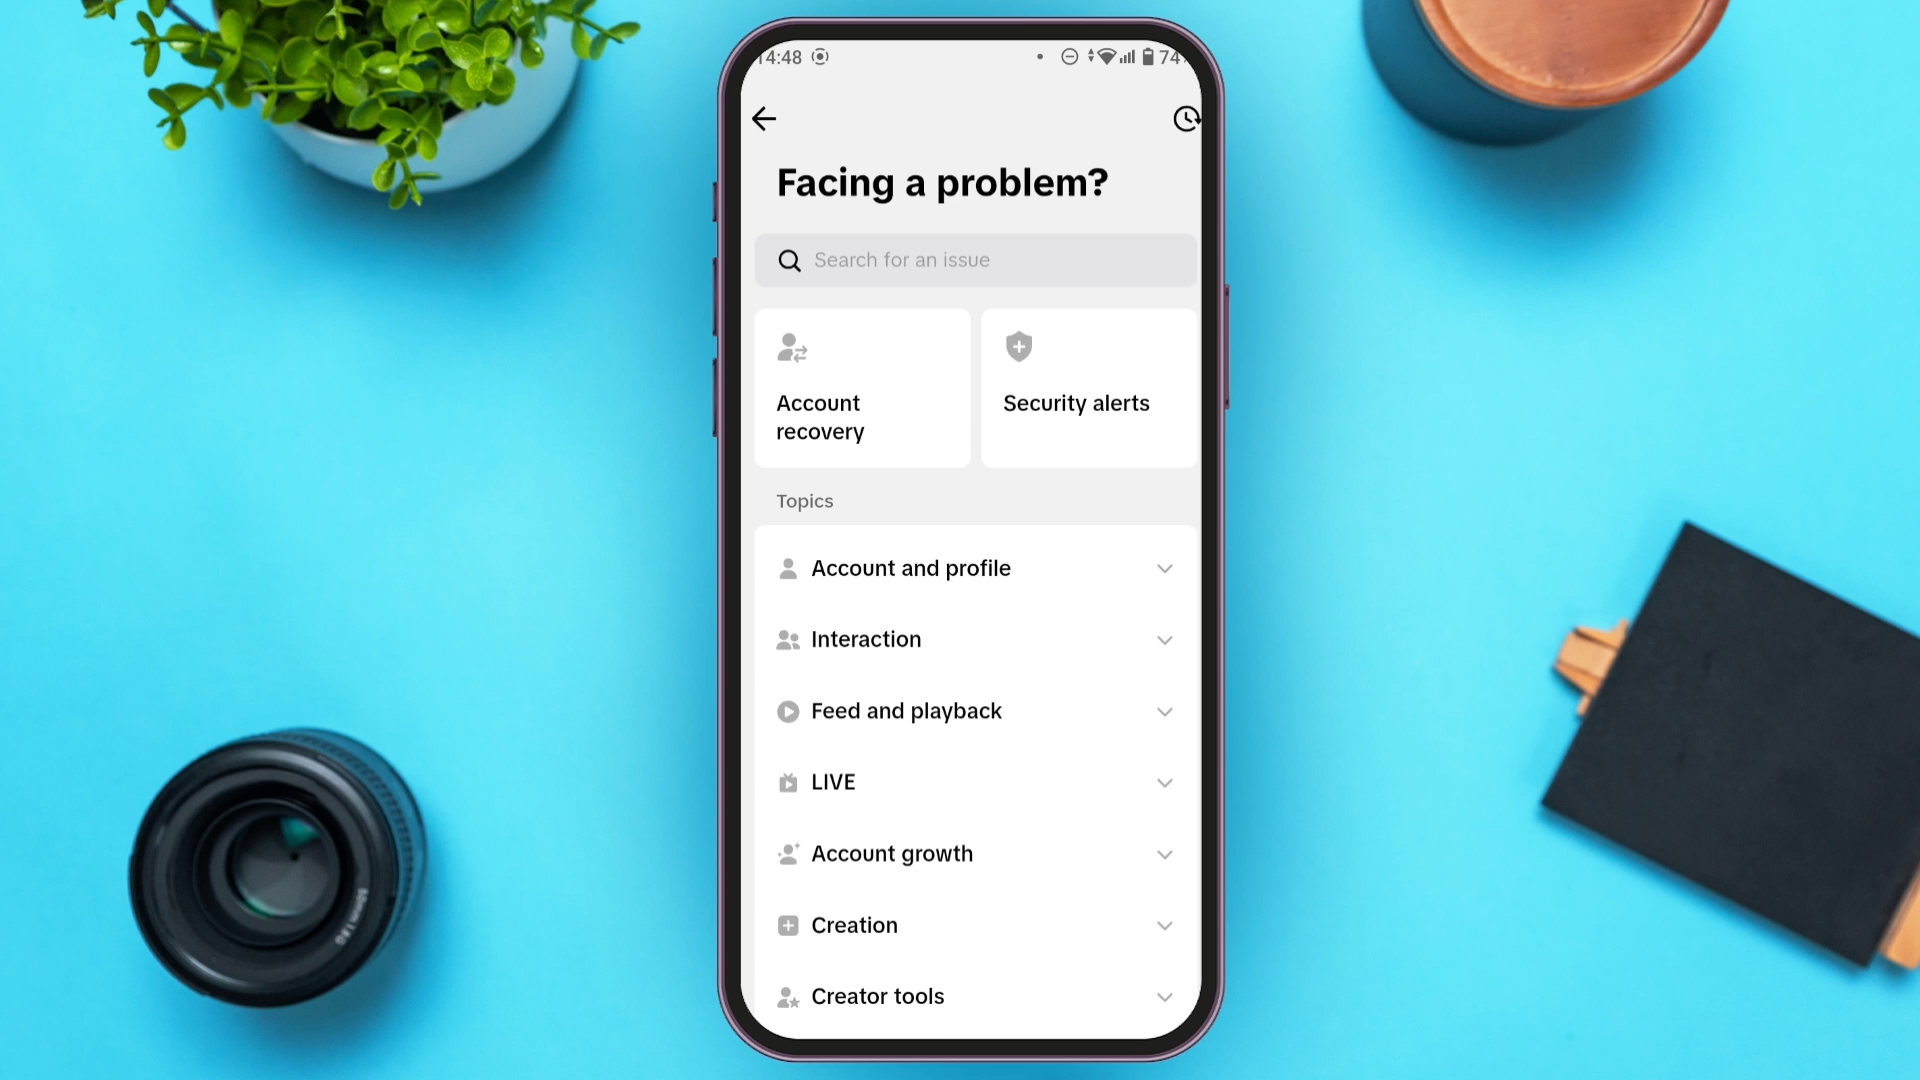 14:48
74
Facing a problem?
Search for an issue
Account
recovery
Security alerts
Topics
Account and profile
Interaction
Feed and playback
LIVE
Account growth
Creation
Creator tools